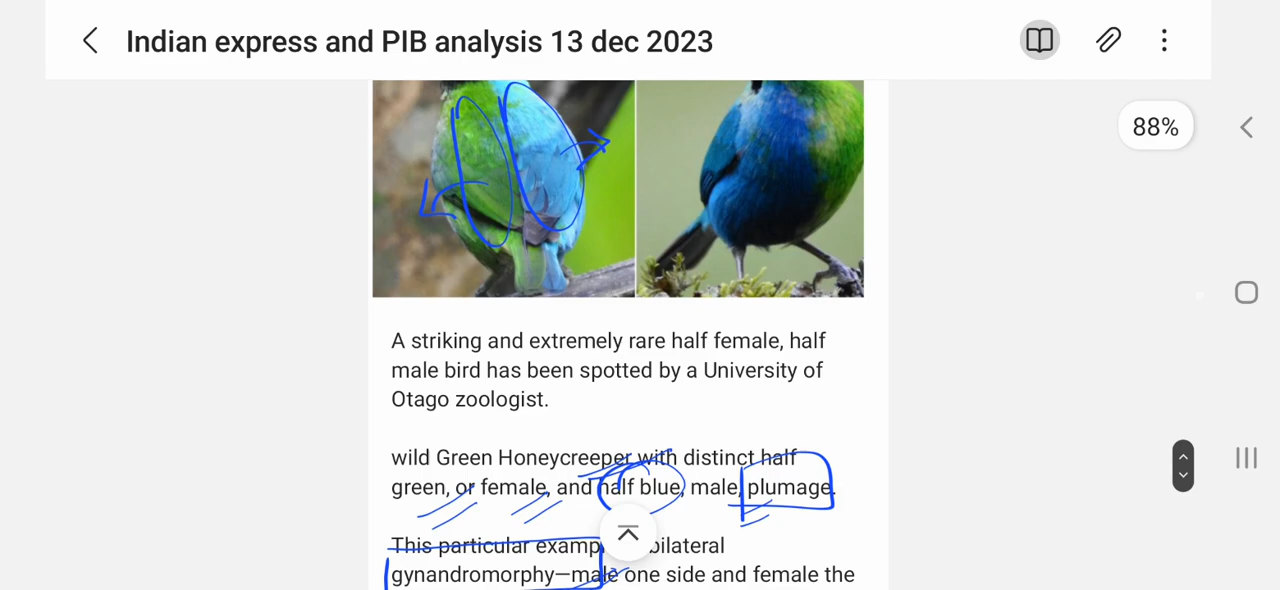 Indian express and PIB analysis 13 dec 2023
88%
A striking and extremely rare half female, half
male bird has been spotted by a University of
Otago zoologist.
wild Green Honeycreeper with distinct half
green, or female, and half blue, male, plumage.
This particular bilateral
gynandromorphy—male one side and female the